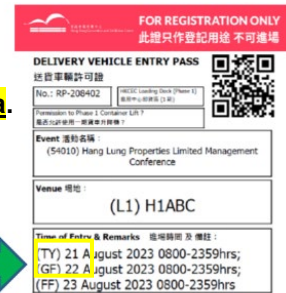 FOR REGISTRATION ONLY
此證只作登記用途 不可進場
DELIVERY VEHICLE ENTRY PASS
送貨車輛許可證
No.: RP-208402
HKCEC Loading Dock (Phase 1)
Permission to Phase 1 Container Lift ?
a.
Event 活動名稱 :
(54010) Hang Lung Properties Limited Management
Conference
Venue 場地 :
(L1) H1ABC
Time of Entry & Remarks 進場時間 及 備註 :
(TY) 21 August 2023 0800-2359hrs;
(GF) 22 August 2023 0800-2359hrs;
(FF) 23 August 2023 0800-2359hrs